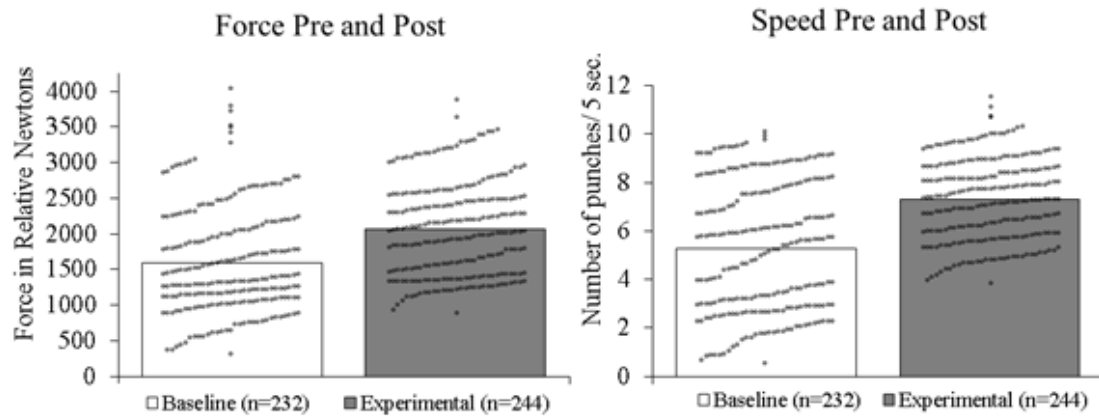 Force Pre and Post
Force in Relative Newtons
4000
3500
3000
2500
2000
1500
1000
500
0
Baseline (n=232) Experimental (n=244)
Speed Pre and Post
Number of punches/ 5 sec.
12
10
8
6
4
2
0
Baseline (n=232) Experimental (n=244)